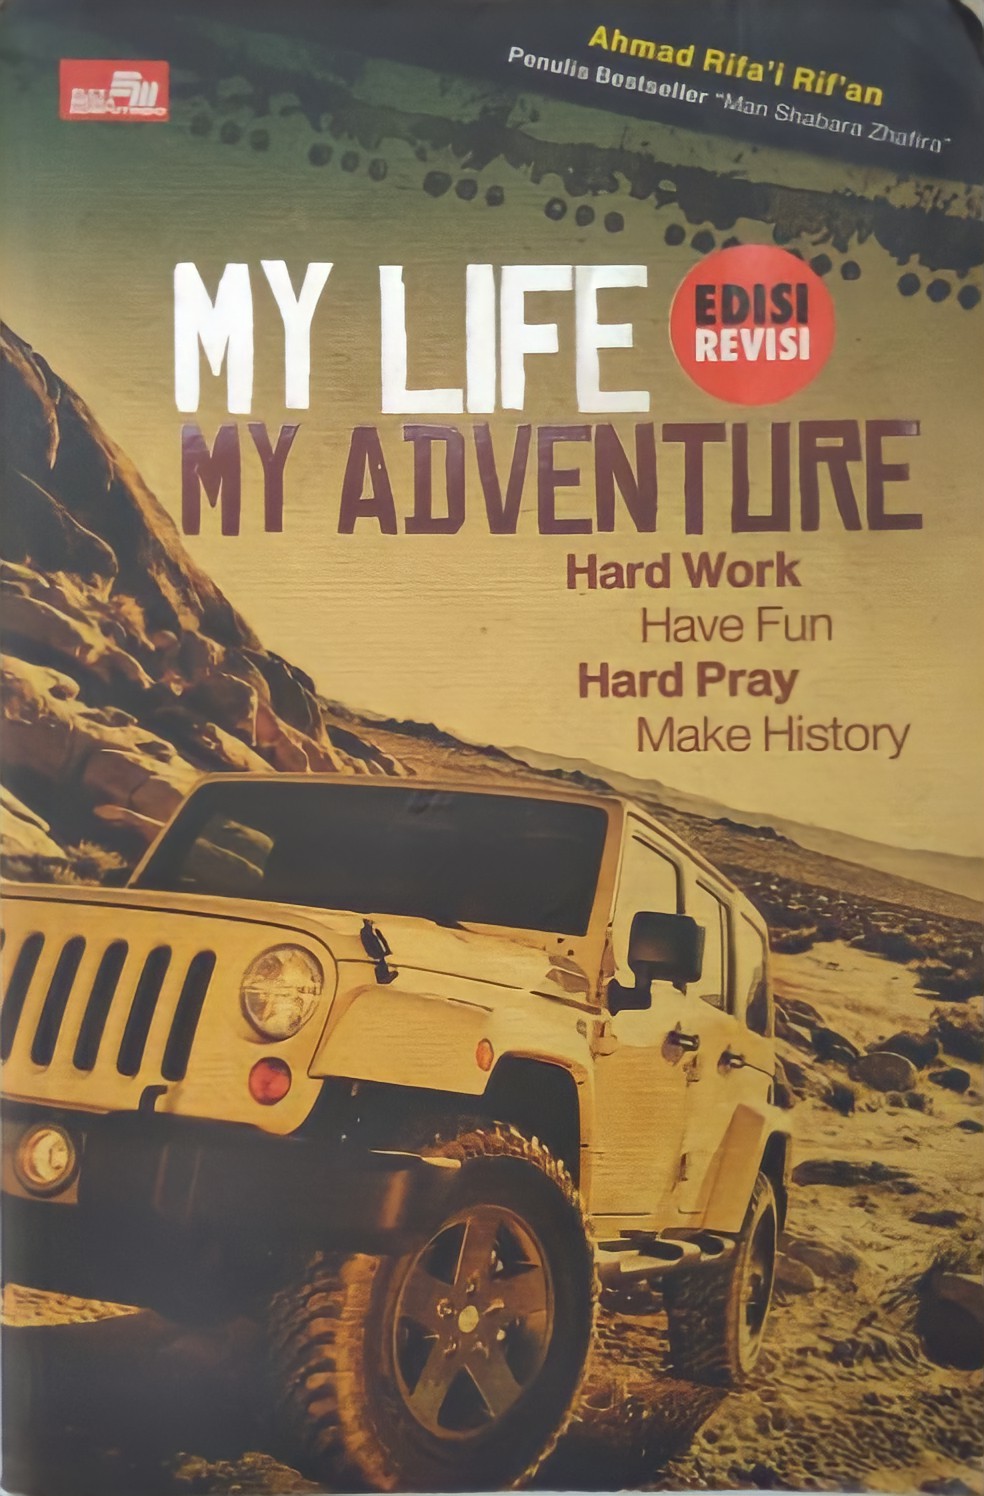 Ahmad Rifa'i Rif'an
Penulis Bestseller "Man Shabara Zhafira"
MY LIFE
EDISI
REVISI
MY ADVENTURE
Hard Work
Have Fun
Hard Pray
Make History